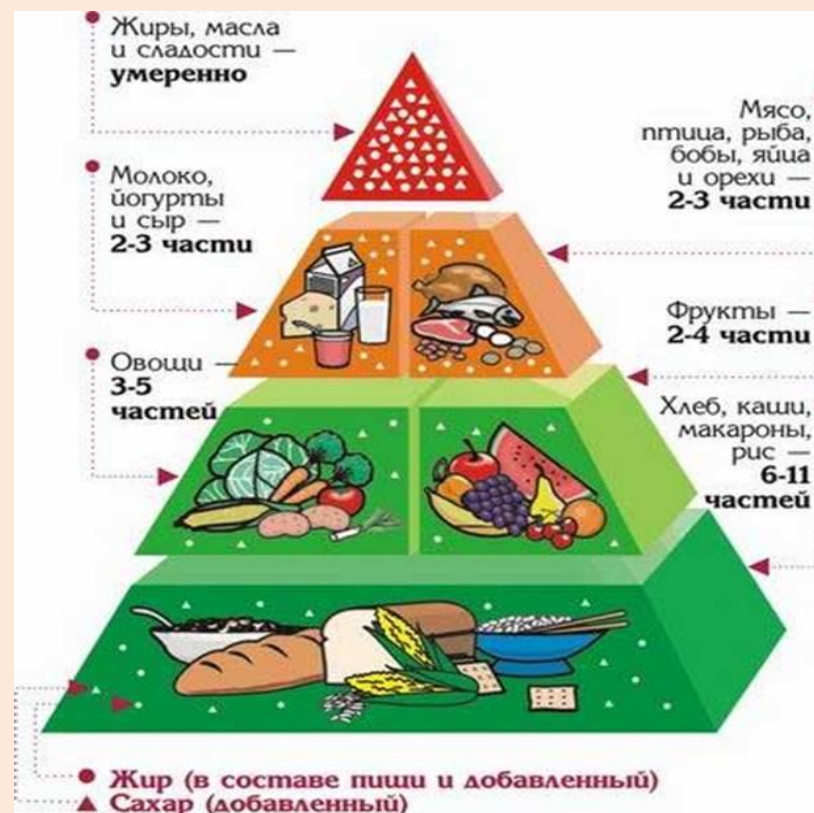 Жиры, масла
и сладости —
умеренно
Молоко,
йогурты
и сыр —
2-3 части
Овощи —
3-5
частей
Мясо,
птица, рыба,
бобы, яйца
и орехи —
2-3 части
Фрукты —
2-4 части
Хлеб, каши,
макароны,
рис —
6-11
частей
Жир (в составе пищи и добавленный)
Сахар (добавленный)